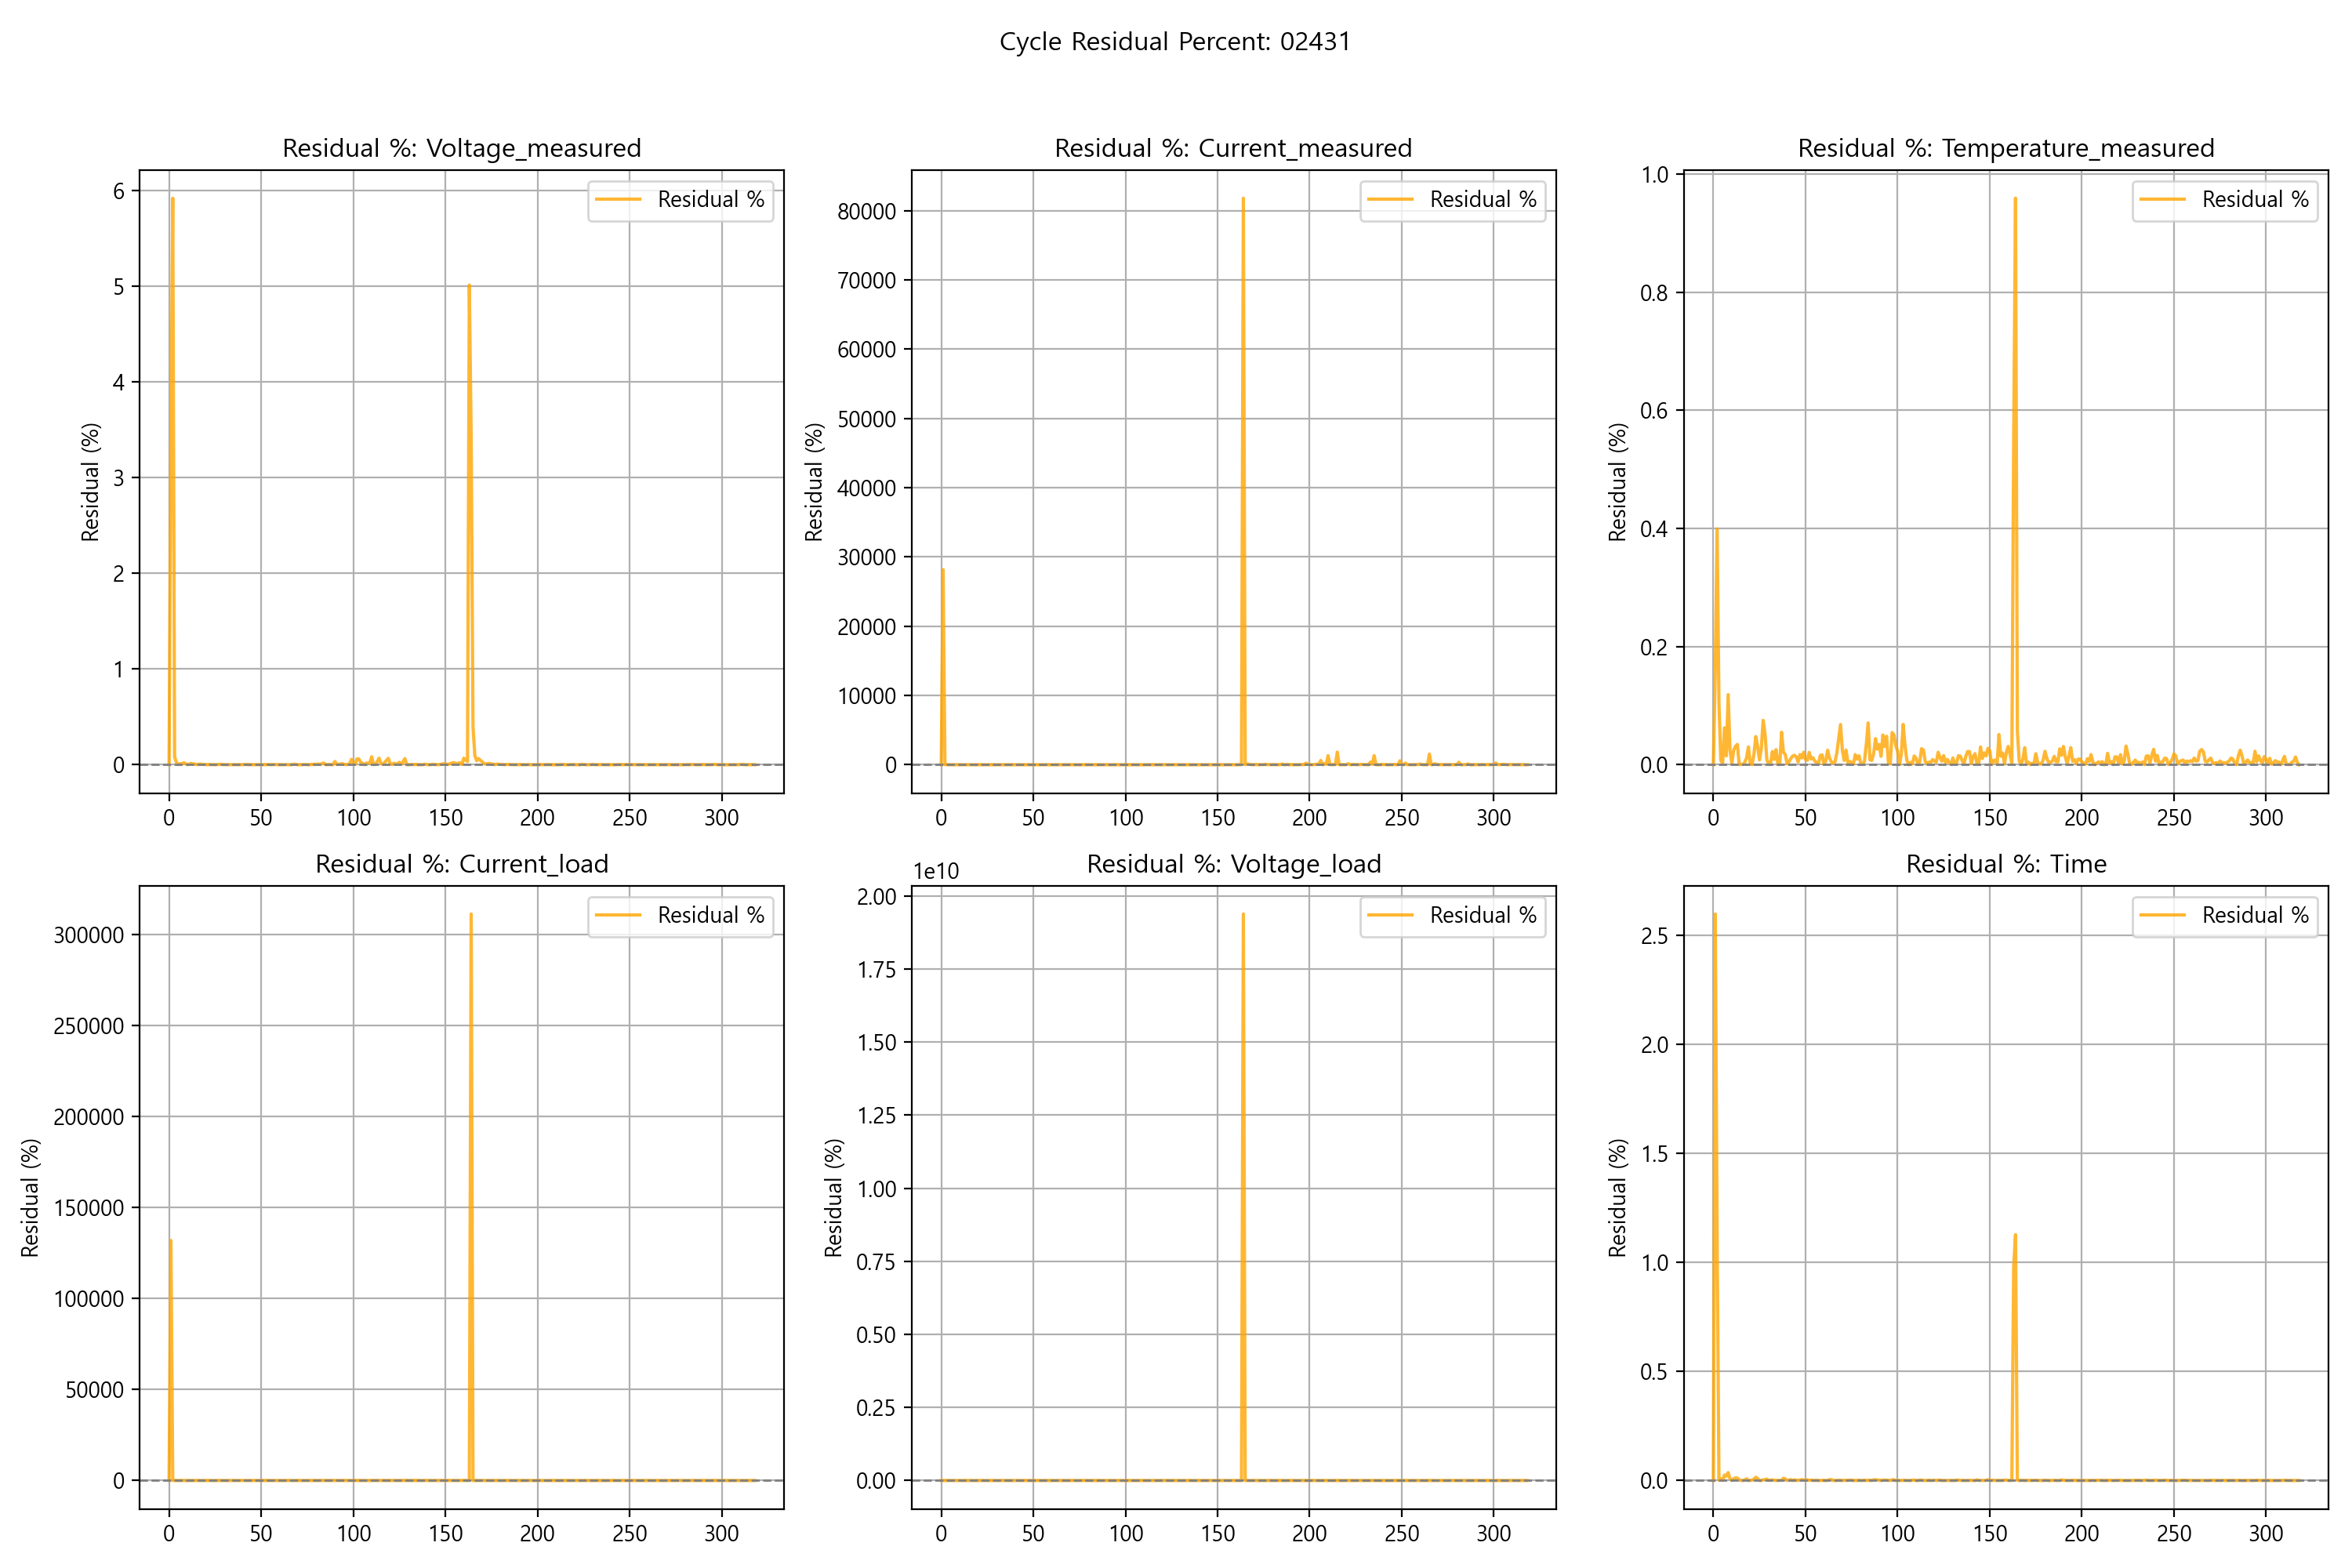 Cycle Residual Percent: 02431
Residual %: Voltage_measured
Residual (%)
6
5
4
3
2
1
0
Residual %
0 50 100 150 200 250 300
Residual %: Current_measured
Residual (%)
80000
70000
60000
50000
40000
30000
20000
10000
0
Residual %
0 50 100 150 200 250 300
Residual %: Temperature_measured
Residual (%)
1.0
0.8
0.6
0.4
0.2
0.0
Residual %
0 50 100 150 200 250 300
Residual %: Current_load
Residual (%)
300000
250000
200000
150000
100000
50000
0
Residual %
0 50 100 150 200 250 300
Residual %: Voltage_load
1e10
Residual (%)
2.00
1.75
1.50
1.25
1.00
0.75
0.50
0.25
0.00
Residual %
0 50 100 150 200 250 300
Residual %: Time
Residual (%)
2.5
2.0
1.5
1.0
0.5
0.0
Residual %
0 50 100 150 200 250 300